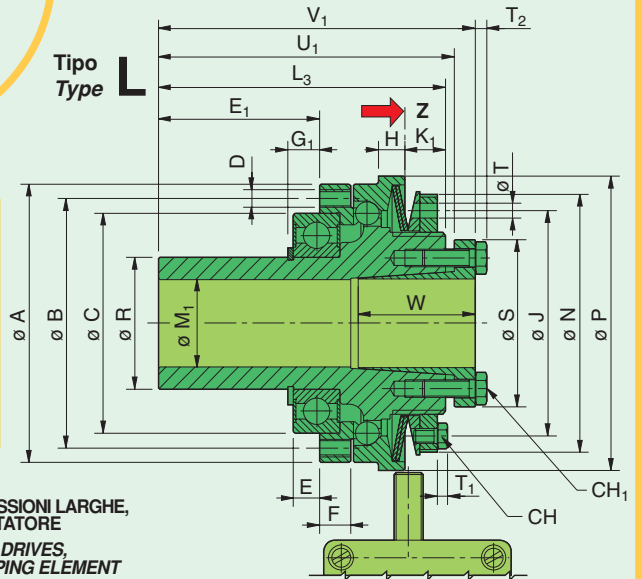 V1
T2
U1
Tipo
Type L
L3
E1
Z
G1
H
K1
D
ø T
W
ø A
ø B
ø C
ø R
ø M1
ø S
ø J
ø N
ø P
T1
CH1
E
F
CH
SSIONI LARGHE,
TATORE
DRIVES,
PING ELEMENT